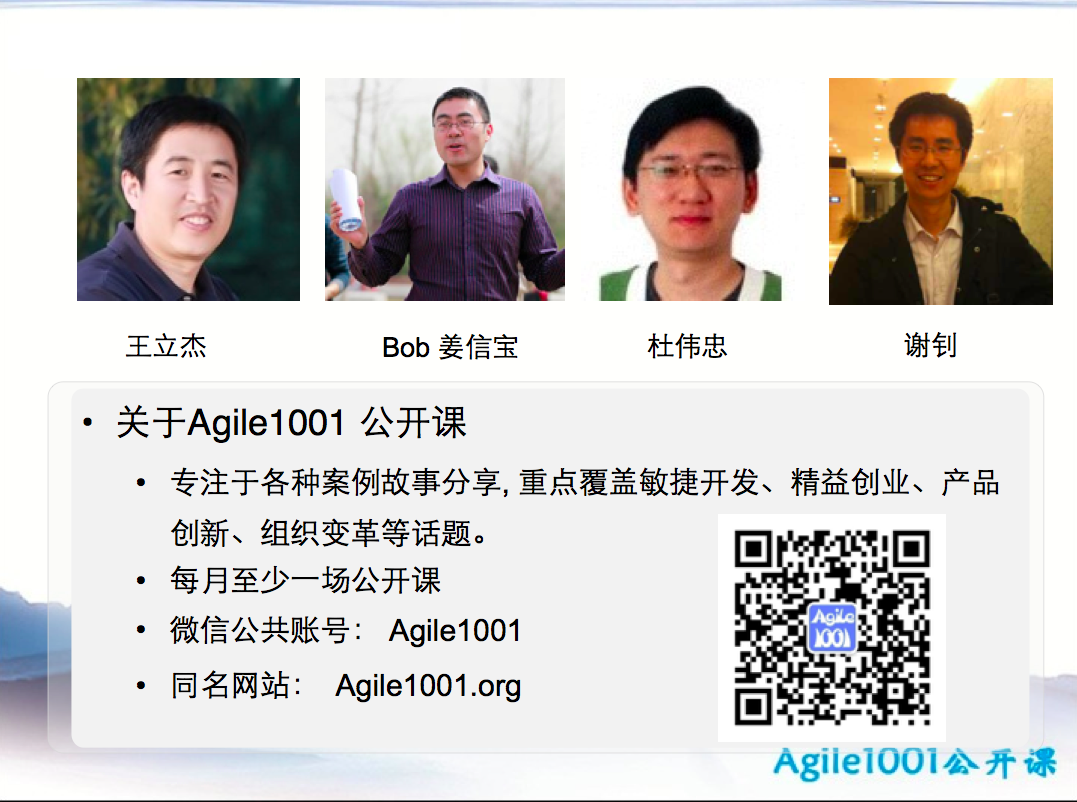 王立杰
Bob 姜信宝
杜伟忠
谢钊
• 关于Agile1001 公开课
• 专注于各种案例故事分享, 重点覆盖敏捷开发、精益创业、产品
创新、组织变革等话题。
• 每月至少一场公开课
• 微信公共账号： Agile1001
• 同名网站： Agile1001.org
Agile
1001
Agile1001公开课